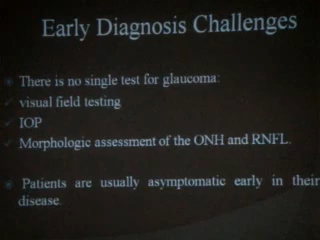 Early Diagnosis Challenges
There is no single test for glaucoma:
visual field testing
IOP
Morphologic assessment of the ONH and RNFL.
Patients are usually asymptomatic early in their
disease.